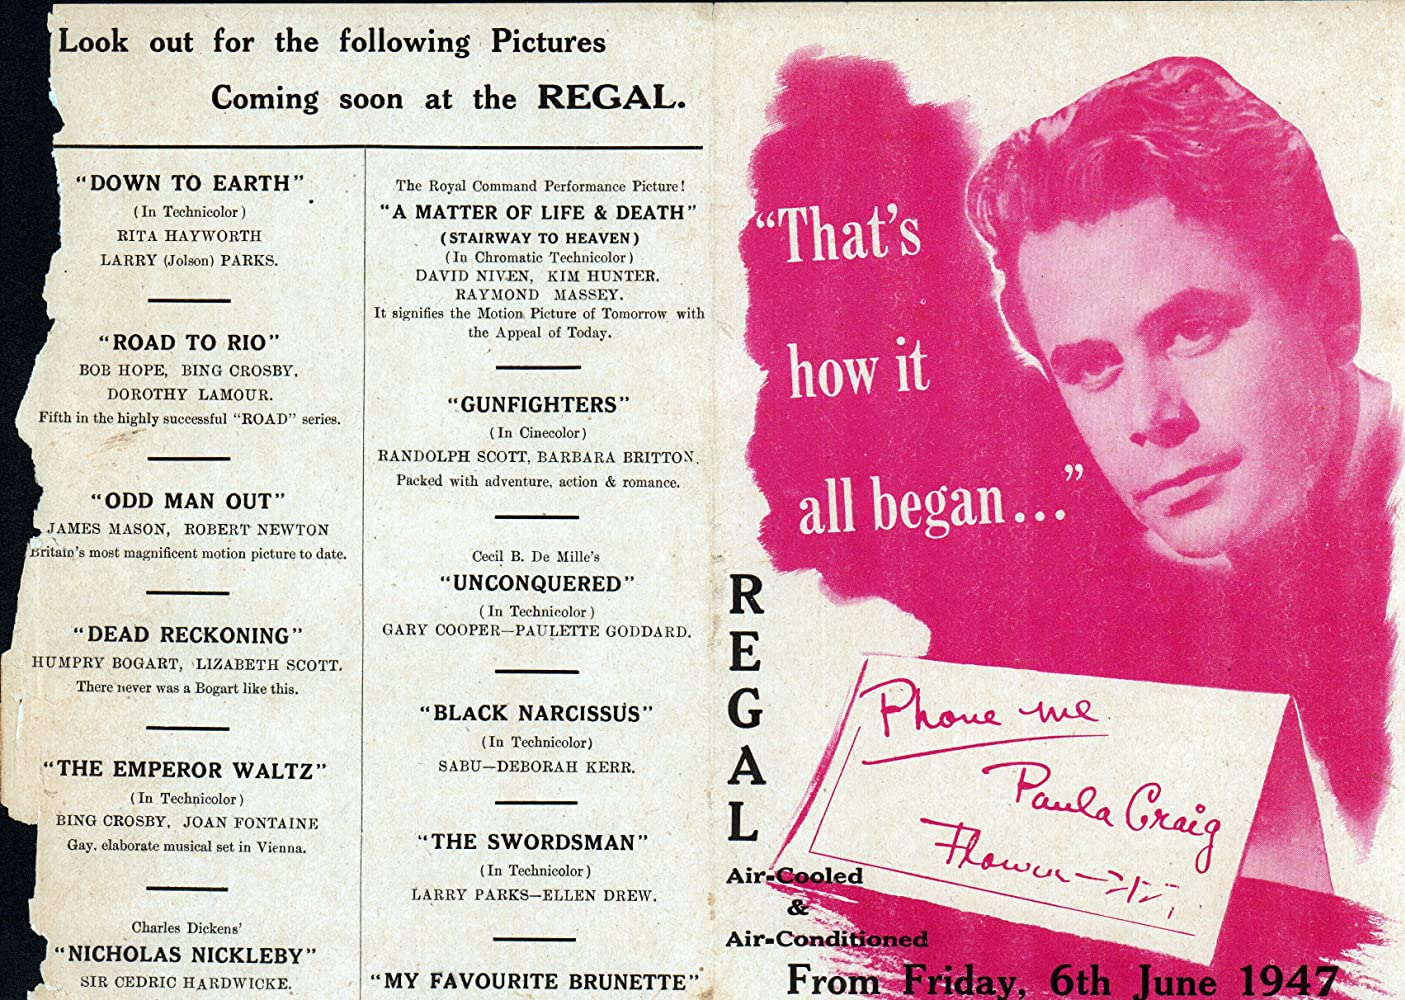 Look out for the following Pictures
Coming soon at the REGAL.
"DOWN TO EARTH"
(In Technicolor)
RITA HAYWORTH
LARRY (Jolson) PARKS.
"ROAD TO RIO"
BOB HOPE, BING CROSBY,
DOROTHY LAMOUR.
Fifth in the highly successful "ROAD" series.
"ODD MAN OUT"
JAMES MASON, ROBERT NEWTON
Britain's most magnificent motion picture to date.
"DEAD RECKONING"
HUMPRY BOGART, LIZABETH SCOTT.
There never was a Bogart like this.
"THE EMPEROR WALTZ"
(In Technicolor)
BING CROSBY, JOAN FONTAINE
Gay, elaborate musical set in Vienna.
Charles Dickens'
"NICHOLAS NICKLEBY"
SIR CEDRIC HARDWICKE.
The Royal Command Performance Picture!
"A MATTER OF LIFE & DEATH"
(STAIRWAY TO HEAVEN)
(In Chromatic Technicolor)
DAVID NIVEN, KIM HUNTER,
RAYMOND MASSEY.
It signifies the Motion Picture of Tomorrow with
the Appeal of Today.
"GUNFIGHTERS"
(In Cinecolor)
RANDOLPH SCOTT, BARBARA BRITTON,
Packed with adventure, action & romance.
Cecil B. De Mille's
"UNCONQUERED"
(In Technicolor)
GARY COOPER—PAULETTE GODDARD.
"BLACK NARCISSUS"
(In Technicolor)
SABU—DEBORAH KERR.
"THE SWORDSMAN"
(In Technicolor)
LARRY PARKS—ELLEN DREW.
"MY FAVOURITE BRUNETTE"
"That's
how it
all began..."
REGAL
Phone me
Paula Craig
Air-Cooled
&
Air-Conditioned
From Friday, 6th June 1947